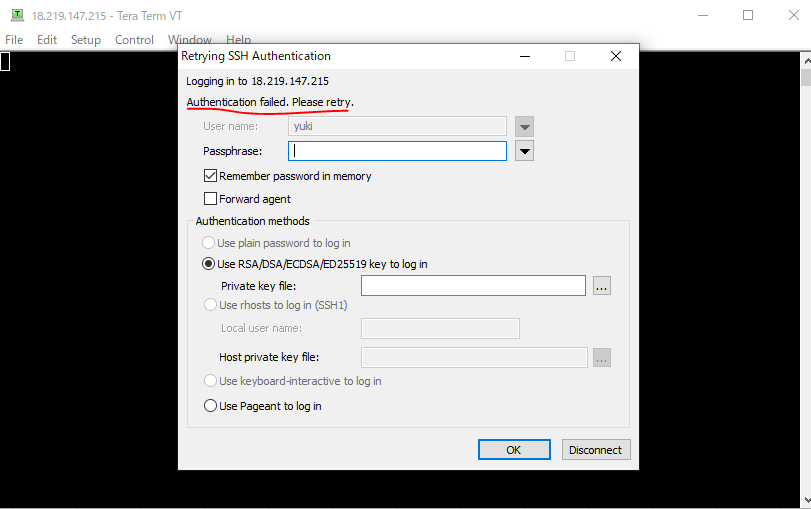 18.219.147.215 - Tera Term VT
File Edit Setup Control Window Help
Retrying SSH Authentication
Logging in to 18.219.147.215
Authentication failed. Please retry.
User name: yuki
Passphrase:
Remember password in memory
Forward agent
Authentication methods
Use plain password to log in
Use RSA/DSA/ECDSA/ED25519 key to log in
Private key file: ...
Use rhosts to log in (SSH1)
Local user name:
Host private key file: ...
Use keyboard-interactive to log in
Use Pageant to log in
OK Disconnect